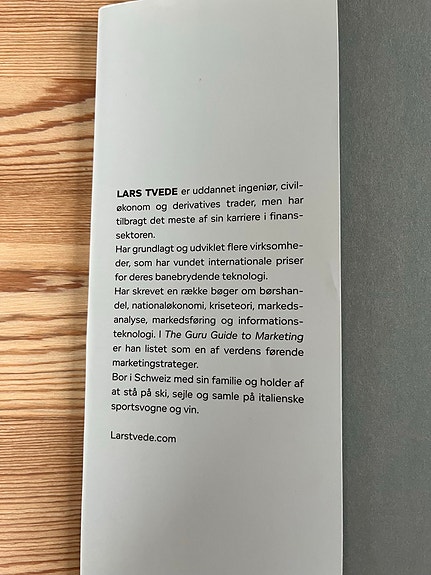 LARS TVEDE er uddannet ingeniør, civil-
økonom og derivatives trader, men har
tilbragt det meste af sin karriere i finans-
sektoren.
Har grundlagt og udviklet flere virksomhe-
der, som har vundet internationale priser
for deres banebrydende teknologi.
Har skrevet en række bøger om børshan-
del, nationaløkonomi, kriseteori, markeds-
analyse, markedsføring og informations-
teknologi. I The Guru Guide to Marketing
er han listet som en af verdens førende
marketingstrateger.
Bor i Schweiz med sin familie og holder af
at stå på ski, sejle og samle på italienske
sportsvogne og vin.
Larstvede.com